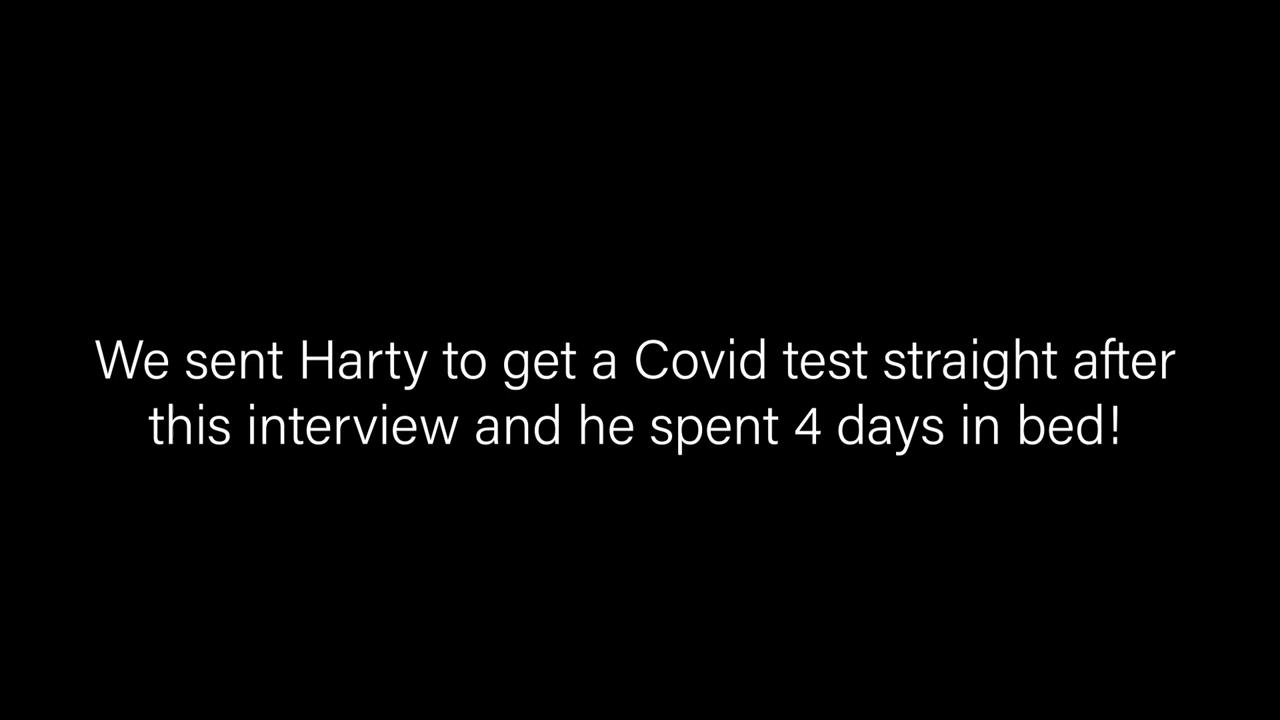 We sent Harty to get a Covid test straight after
this interview and he spent 4 days in bed!